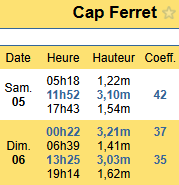 Cap Ferret
Date Heure Hauteur Coeff.
Sam. 05
05h18 1,22m
11h52 3,10m 42
17h43 1,54m
Dim. 06
00h22 3,21m 37
06h39 1,41m
13h25 3,03m 35
19h14 1,62m